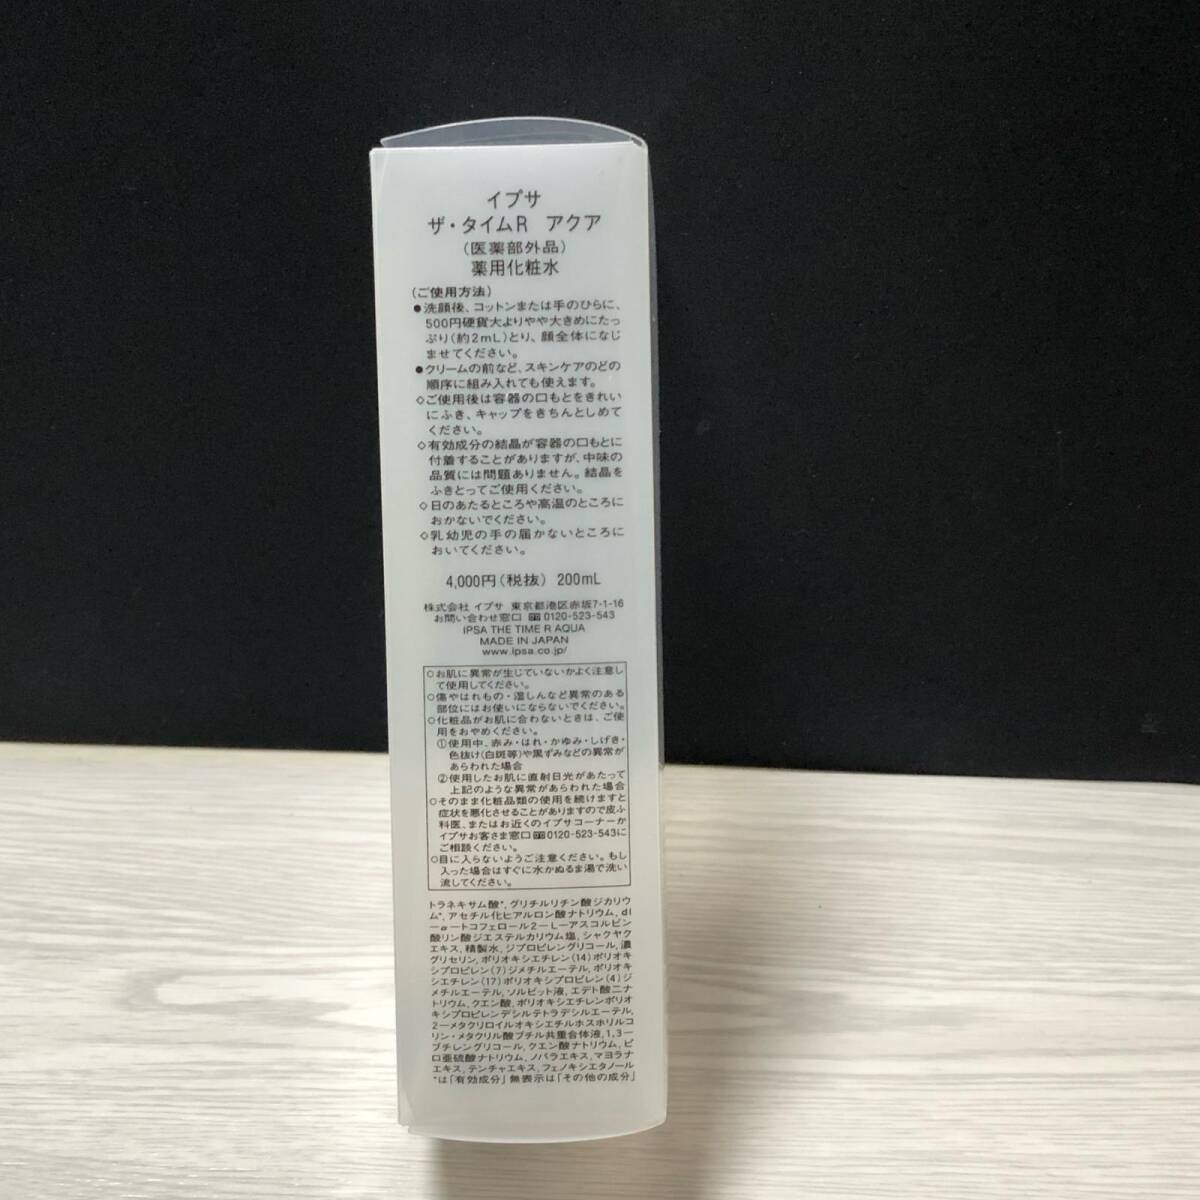 イプサ
ザ・タイムR アクア
（医薬部外品）
薬用化粧水
（ご使用方法）
●洗顔後、コットンまたは手のひらに、
500円硬貨大よりやや大きめにたっ
ぷり（約2mL）とり、顔全体になじ
ませてください。
●クリームの前など、スキンケアのどの
順序に組み入れても使えます。
◇ご使用後は容器の口もとをきれい
にふき、キャップをきちんとしめて
ください。
◇有効成分の結晶が容器の口もとに
付着することがありますが、中味の
品質には問題ありません。結晶を
ふきとってご使用ください。
◇日のあたるところや高温のところに
おかないでください。
◇乳幼児の手の届かないところに
おいてください。
4,000円（税抜） 200mL
株式会社 イプサ 東京都港区赤坂7-1-16
お問い合わせ窓口 0120-523-543
IPSA THE TIME R AQUA
MADE IN JAPAN
www.ipsa.co.jp/
○お肌に異常が生じていないかよく注意し
て使用してください。
○傷やはれもの・湿しんなど異常のある
部位にはお使いにならないでください。
○化粧品がお肌に合わないときは、ご使
用をおやめください。
①使用中、赤み・はれ・かゆみ・しげき・
色抜け（白斑等）や黒ずみなどの異常が
あらわれた場合
②使用したお肌に直射日光があたって
上記のような異常があらわれた場合
○そのまま化粧品類の使用を続けますと
症状を悪化させることがありますので皮ふ
科医、またはお近くのイプサコーナーか
イプサお客さま窓口 0120-523-543に
ご相談ください。
○目に入らないようご注意ください。もし
入った場合はすぐに水かぬるま湯で洗い
流してください。
トラネキサム酸*, グリチルリチン酸ジカリウ
ム*, アセチル化ヒアルロン酸ナトリウム, dl
ーα－トコフェロール2－L－アスコルビン
酸リン酸ジエステルカリウム塩, シャクヤク
エキス, 精製水, ジプロピレングリコール, 濃
グリセリン, ポリオキシエチレン（14）ポリオキ
シプロピレン（7）ジメチルエーテル, ポリオキ
シエチレン（17）ポリオキシプロピレン（4）ジ
メチルエーテル, ソルビット液, エデト酸二ナ
トリウム, クエン酸, ポリオキシエチレンポリオ
キシプロピレンデシルテトラデシルエーテル,
2－メタクリロイルオキシエチルホスホリルコ
リン・メタクリル酸ブチル共重合体液, 1,3－
ブチレングリコール, クエン酸ナトリウム, ピ
ロ亜硫酸ナトリウム, ノバラエキス, マヨラナ
エキス, テンチャエキス, フェノキシエタノール
*は「有効成分」無表示は「その他の成分」